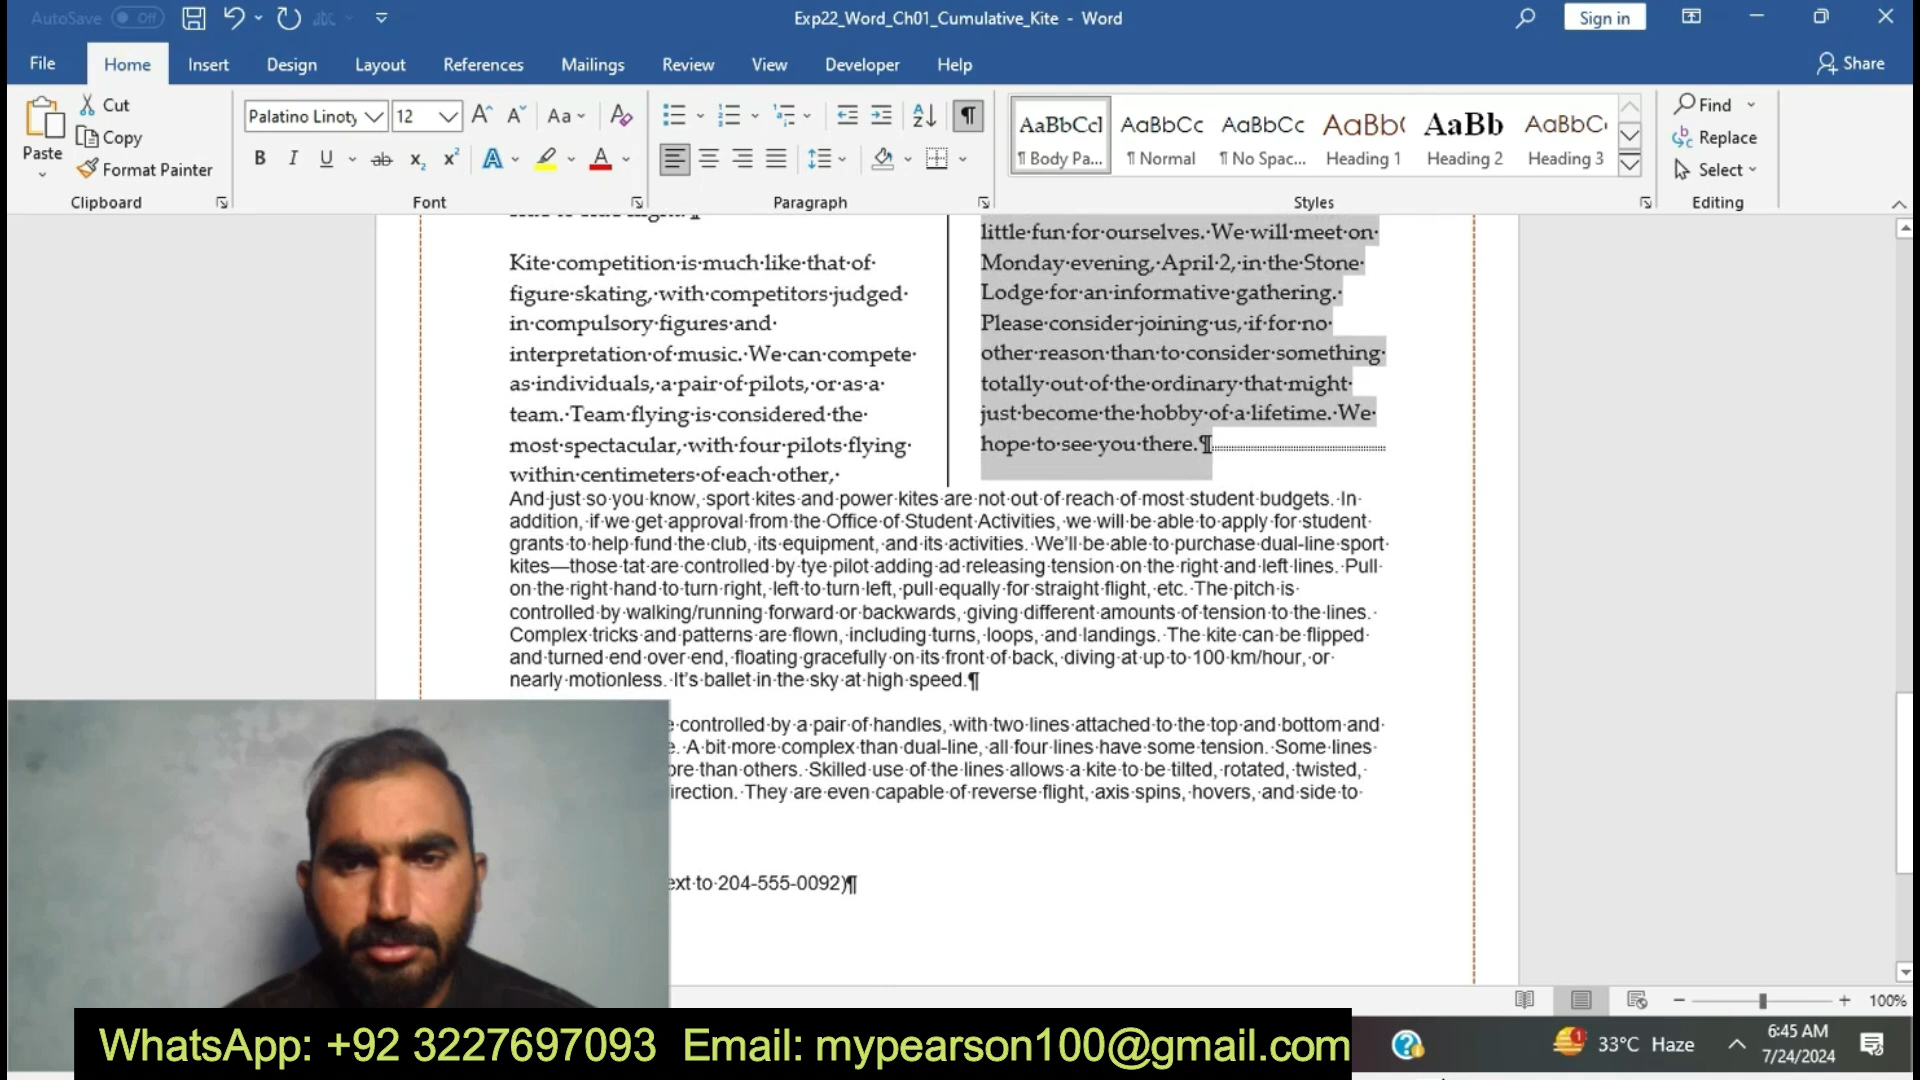 AutoSave Off
Exp22_Word_Ch01_Cumulative_Kite - Word
Sign in
File Home Insert Design Layout References Mailings Review View Developer Help Share
Paste
Cut
Copy
Format Painter
Clipboard
Palatino Linoty 12
Font
Paragraph
AaBbCcI AaBbCc AaBbCc AaBb( AaBb AaBbC
¶ Body Pa... ¶ Normal ¶ No Spac... Heading 1 Heading 2 Heading 3
Styles
Find
Replace
Select
Editing
Kite·competition·is·much·like·that·of·
figure·skating,·with·competitors·judged·
in·compulsory·figures·and·
interpretation·of·music.·We·can·compete·
as·individuals,·a·pair·of·pilots,·or·as·a·
team.·Team·flying·is·considered·the·
most·spectacular,·with·four·pilots·flying·
within·centimeters·of·each·other,·
little·fun·for·ourselves.·We·will·meet·on·
Monday·evening,·April·2,·in·the·Stone·
Lodge·for·an·informative·gathering.·
Please·consider·joining·us,·if·for·no·
other·reason·than·to·consider·something·
totally·out·of·the·ordinary·that·might·
just·become·the·hobby·of·a·lifetime.·We·
hope·to·see·you·there.¶
And·just·so·you·know,·sport·kites·and·power·kites·are·not·out·of·reach·of·most·student·budgets.·In·
addition,·if·we·get·approval·from·the·Office·of·Student·Activities,·we·will·be·able·to·apply·for·student·
grants·to·help·fund·the·club,·its·equipment,·and·its·activities.·We'll·be·able·to·purchase·dual-line·sport·
kites—those·tat·are·controlled·by·tye·pilot·adding·ad·releasing·tension·on·the·right·and·left·lines.·Pull·
on·the·right·hand·to·turn·right,·left·to·turn·left,·pull·equally·for·straight·flight,·etc.·The·pitch·is·
controlled·by·walking/running·forward·or·backwards,·giving·different·amounts·of·tension·to·the·lines.·
Complex·tricks·and·patterns·are·flown,·including·turns,·loops,·and·landings.·The·kite·can·be·flipped·
and·turned·end·over·end,·floating·gracefully·on·its·front·of·back,·diving·at·up·to·100·km/hour,·or·
nearly·motionless.·It's·ballet·in·the·sky·at·high·speed.¶
controlled·by·a·pair·of·handles,·with·two·lines·attached·to·the·top·and·bottom·and·
A·bit·more·complex·than·dual-line,·all·four·lines·have·some·tension.·Some·lines·
than·others.·Skilled·use·of·the·lines·allows·a·kite·to·be·tilted,·rotated,·twisted,·
They·are·even·capable·of·reverse·flight,·axis·spins,·hovers,·and·side·to·
to·204-555-0092)¶
100%
WhatsApp: +92 3227697093 Email: mypearson100@gmail.com
33°C Haze
6:45 AM
7/24/2024